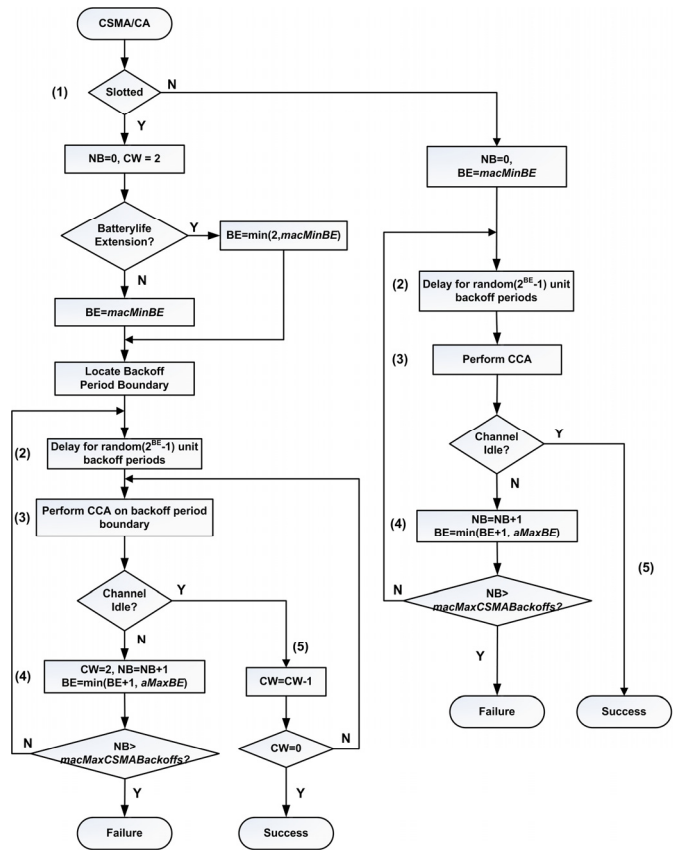 CSMA/CA
(1)
Slotted
N
Y
NB=0, CW = 2
Batterylife
Extension?
Y
BE=min(2,macMinBE)
N
BE=macMinBE
Locate Backoff
Period Boundary
(2)
Delay for random(2^BE-1) unit
backoff periods
(3)
Perform CCA on backoff period
boundary
Channel
Idle?
Y
N
(4)
CW=2, NB=NB+1
BE=min(BE+1, aMaxBE)
(5)
CW=CW-1
N
NB>
macMaxCSMABackoffs?
CW=0
N
Y
Y
Failure
Success
NB=0,
BE=macMinBE
(2)
Delay for random(2^BE-1) unit
backoff periods
(3)
Perform CCA
Channel
Idle?
Y
N
(4)
NB=NB+1
BE=min(BE+1, aMaxBE)
(5)
N
NB>
macMaxCSMABackoffs?
Y
Failure
Success